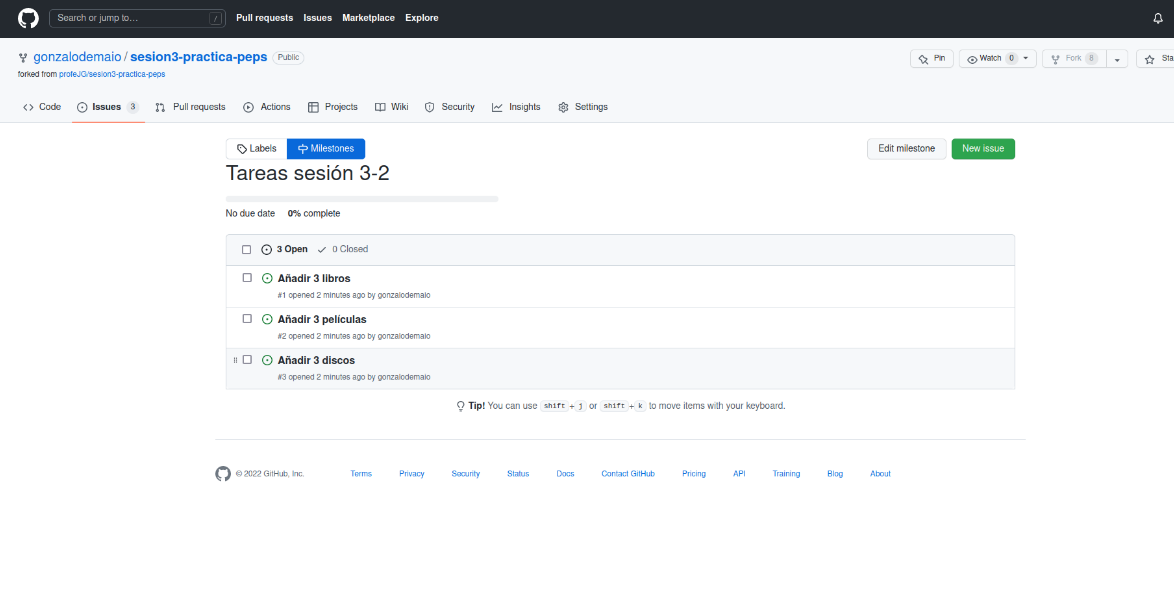 Search or jump to… / Pull requests Issues Marketplace Explore
gonzalodemaio / sesion3-practica-peps Public Pin Watch 0 Fork 8 Sta
forked from profeJG/sesion3-practica-peps
Code Issues 3 Pull requests Actions Projects Wiki Security Insights Settings
Labels Milestones Edit milestone New issue
Tareas sesión 3-2
No due date 0% complete
3 Open 0 Closed
Añadir 3 libros
#1 opened 2 minutes ago by gonzalodemaio
Añadir 3 películas
#2 opened 2 minutes ago by gonzalodemaio
Añadir 3 discos
#3 opened 2 minutes ago by gonzalodemaio
Tip! You can use shift + j or shift + k to move items with your keyboard.
© 2022 GitHub, Inc. Terms Privacy Security Status Docs Contact GitHub Pricing API Training Blog About